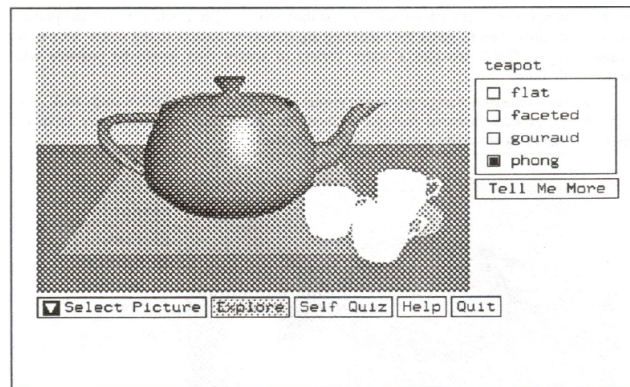 teapot
flat
faceted
gouraud
phong
Tell Me More
Select Picture Explore Self Quiz Help Quit